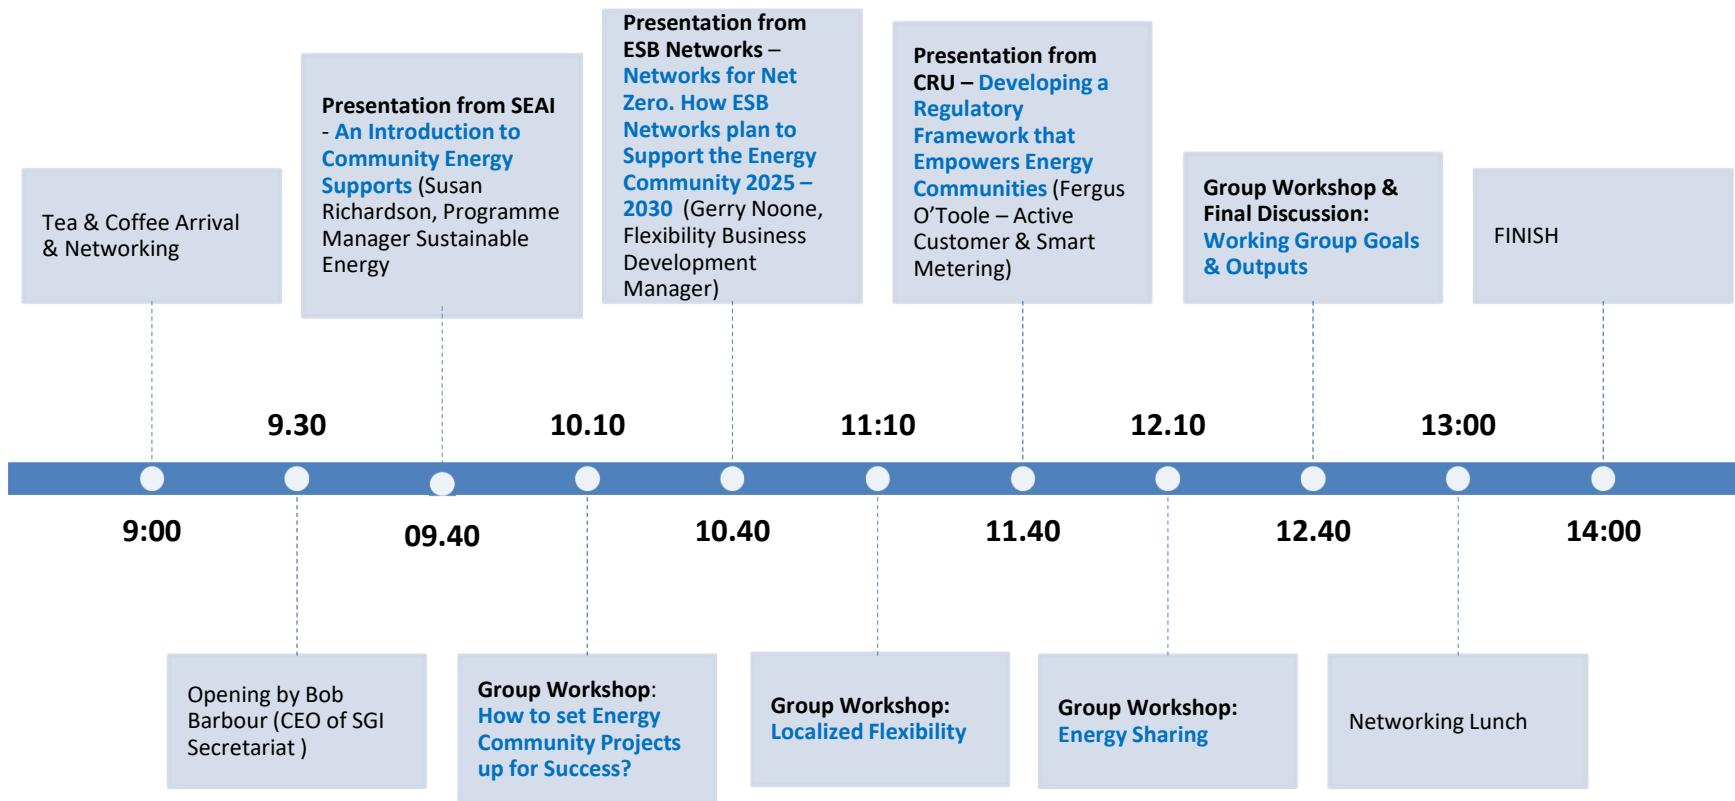 Tea & Coffee Arrival
& Networking
Presentation from SEAI
- An Introduction to
Community Energy
Supports (Susan
Richardson, Programme
Manager Sustainable
Energy
Presentation from
ESB Networks –
Networks for Net
Zero. How ESB
Networks plan to
Support the Energy
Community 2025 –
2030 (Gerry Noone,
Flexibility Business
Development
Manager)
Presentation from
CRU – Developing a
Regulatory
Framework that
Empowers Energy
Communities (Fergus
O’Toole – Active
Customer & Smart
Metering)
Group Workshop &
Final Discussion:
Working Group Goals
& Outputs
FINISH
9.30
10.10
11:10
12.10
13:00
9:00
09.40
10.40
11.40
12.40
14:00
Opening by Bob
Barbour (CEO of SGI
Secretariat )
Group Workshop:
How to set Energy
Community Projects
up for Success?
Group Workshop:
Localized Flexibility
Group Workshop:
Energy Sharing
Networking Lunch